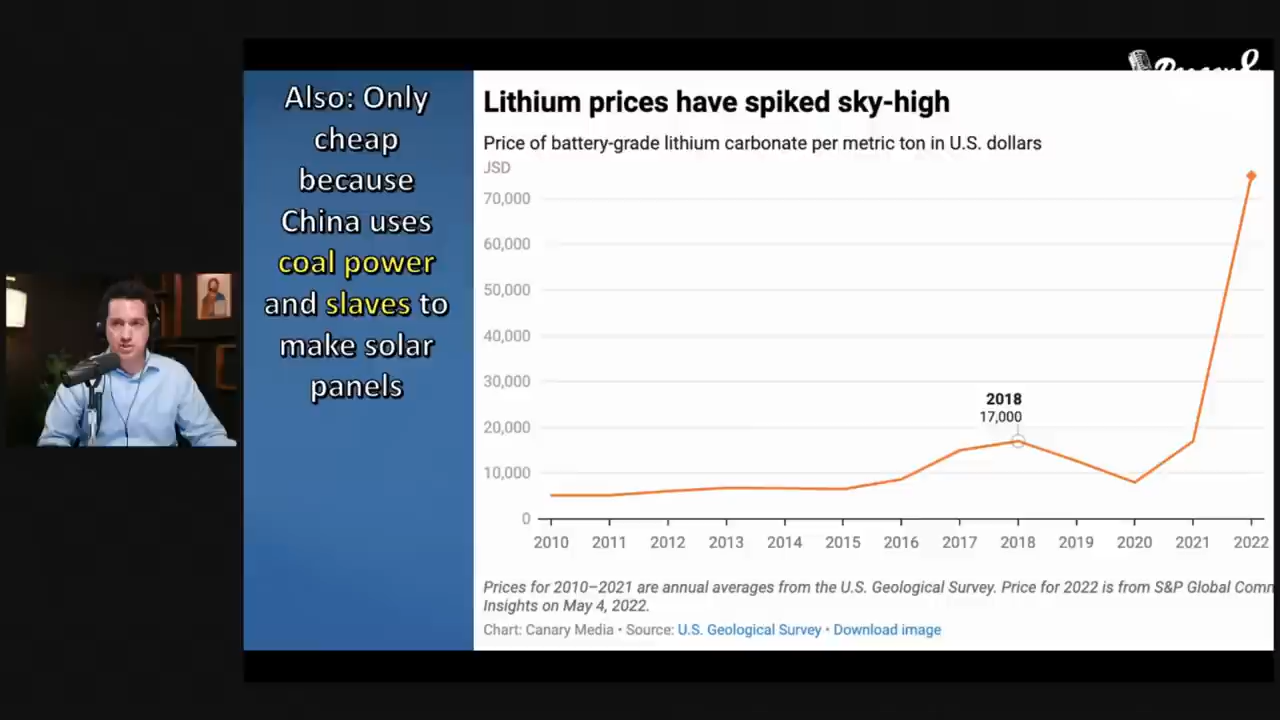 Also: Only
cheap
because
China uses
coal power
and slaves to
make solar
panels
Lithium prices have spiked sky-high
Price of battery-grade lithium carbonate per metric ton in U.S. dollars
USD
70,000
60,000
50,000
40,000
30,000
20,000
10,000
0
2018
17,000
2010 2011 2012 2013 2014 2015 2016 2017 2018 2019 2020 2021 2022
Prices for 2010–2021 are annual averages from the U.S. Geological Survey. Price for 2022 is from S&P Global
Insights on May 4, 2022.
Chart: Canary Media • Source: U.S. Geological Survey • Download image